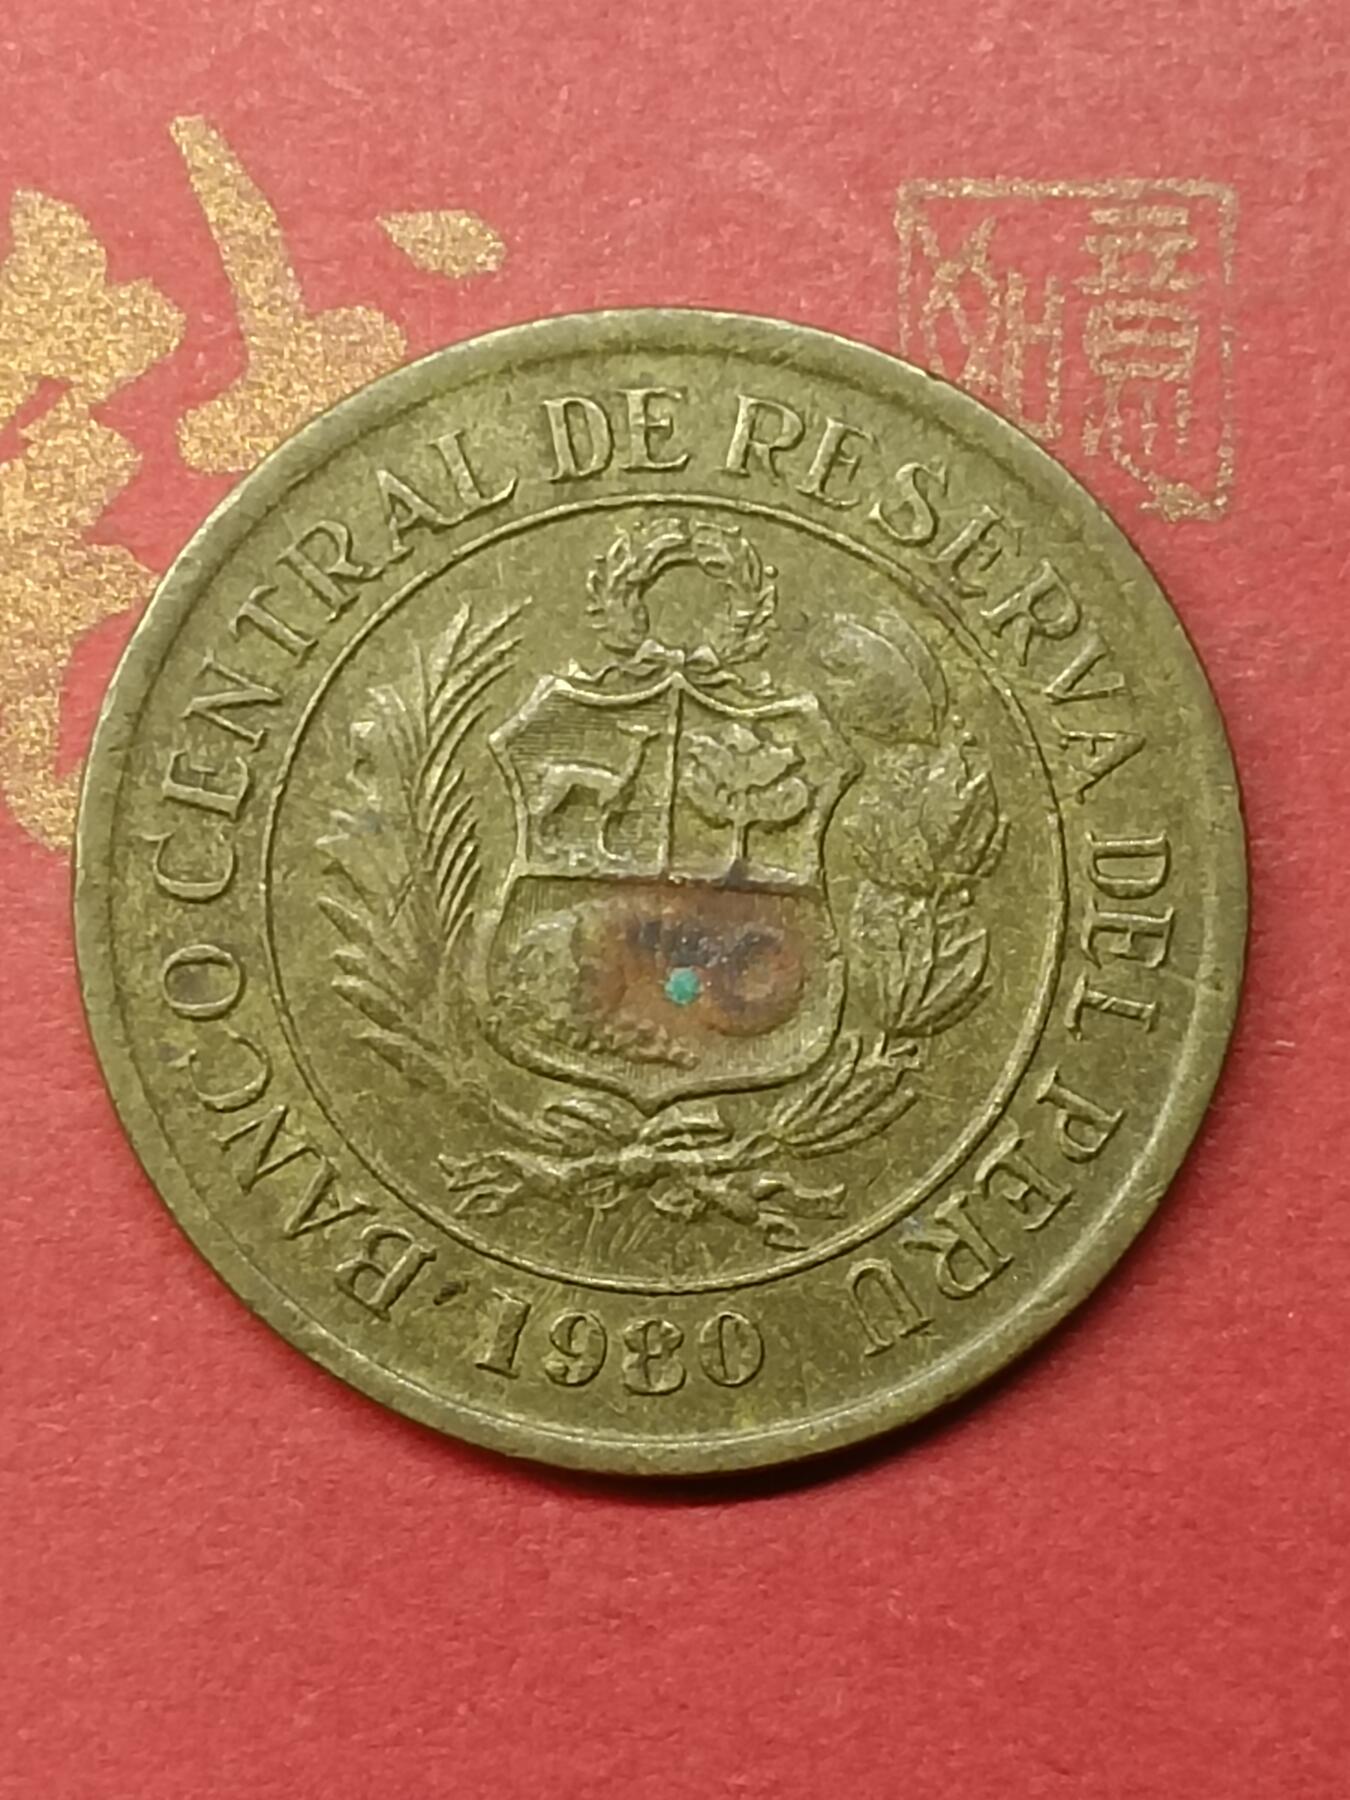 BANCO CENTRAL DE RESERVA DEL PERU
1980